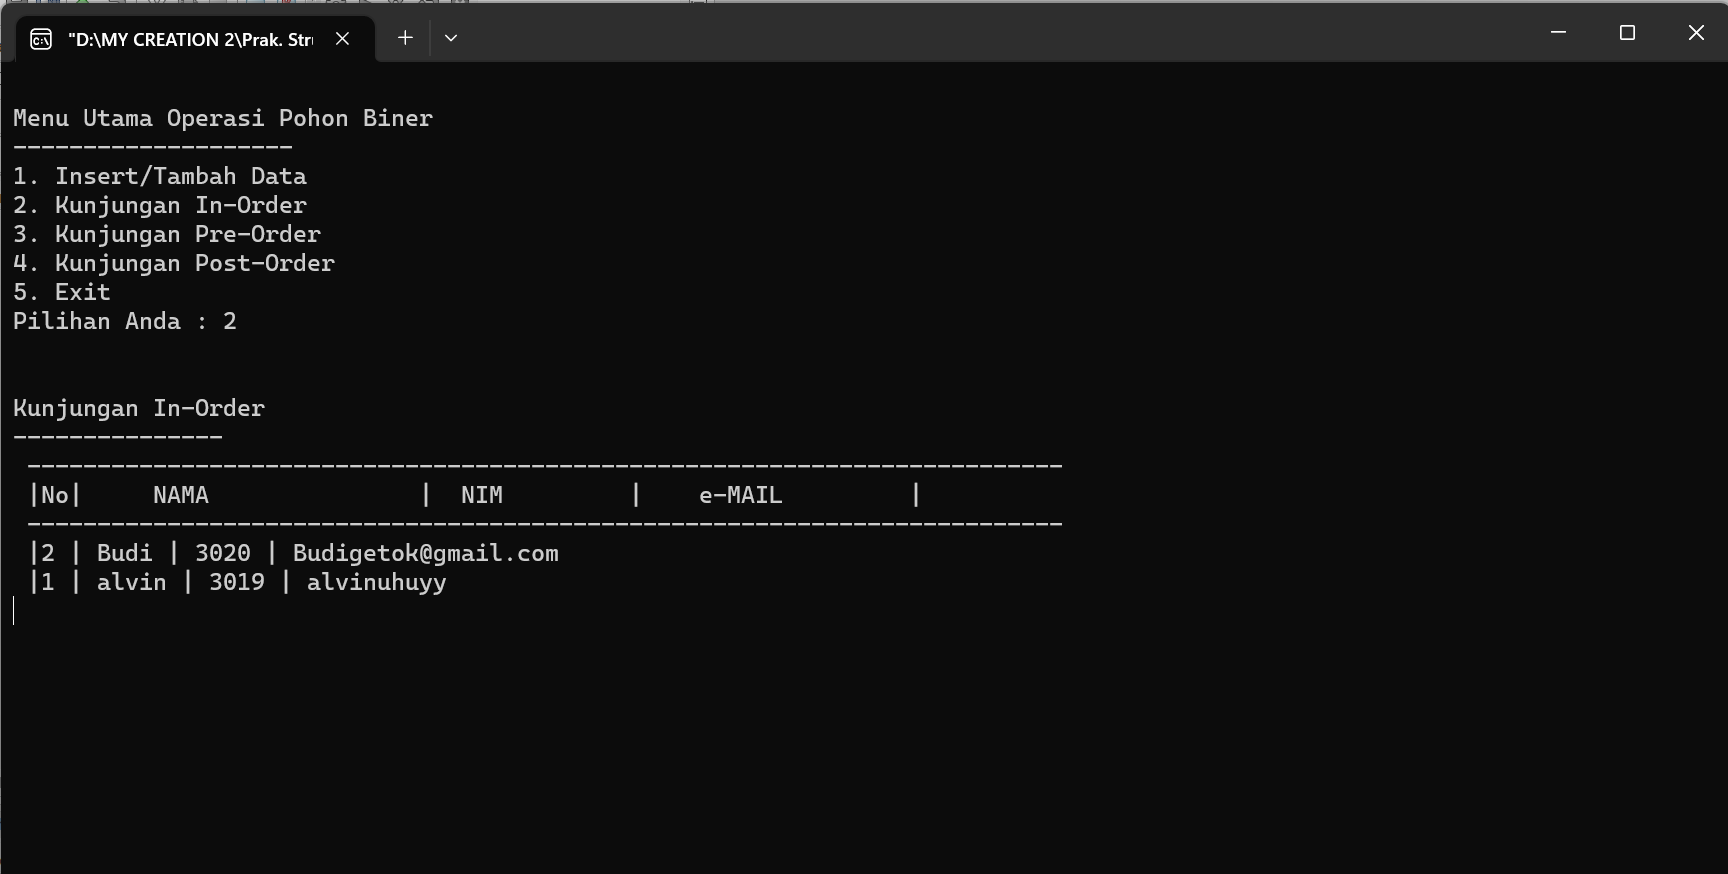 "D:\MY CREATION 2\Prak. Str
Menu Utama Operasi Pohon Biner
--------------------
1. Insert/Tambah Data
2. Kunjungan In-Order
3. Kunjungan Pre-Order
4. Kunjungan Post-Order
5. Exit
Pilihan Anda : 2
Kunjungan In-Order
---------------
--------------------------------------------------------------------------
|No|     NAMA               |  NIM         |    e-MAIL         |
--------------------------------------------------------------------------
|2 | Budi | 3020 | Budigetok@gmail.com
|1 | alvin | 3019 | alvinuhuyy